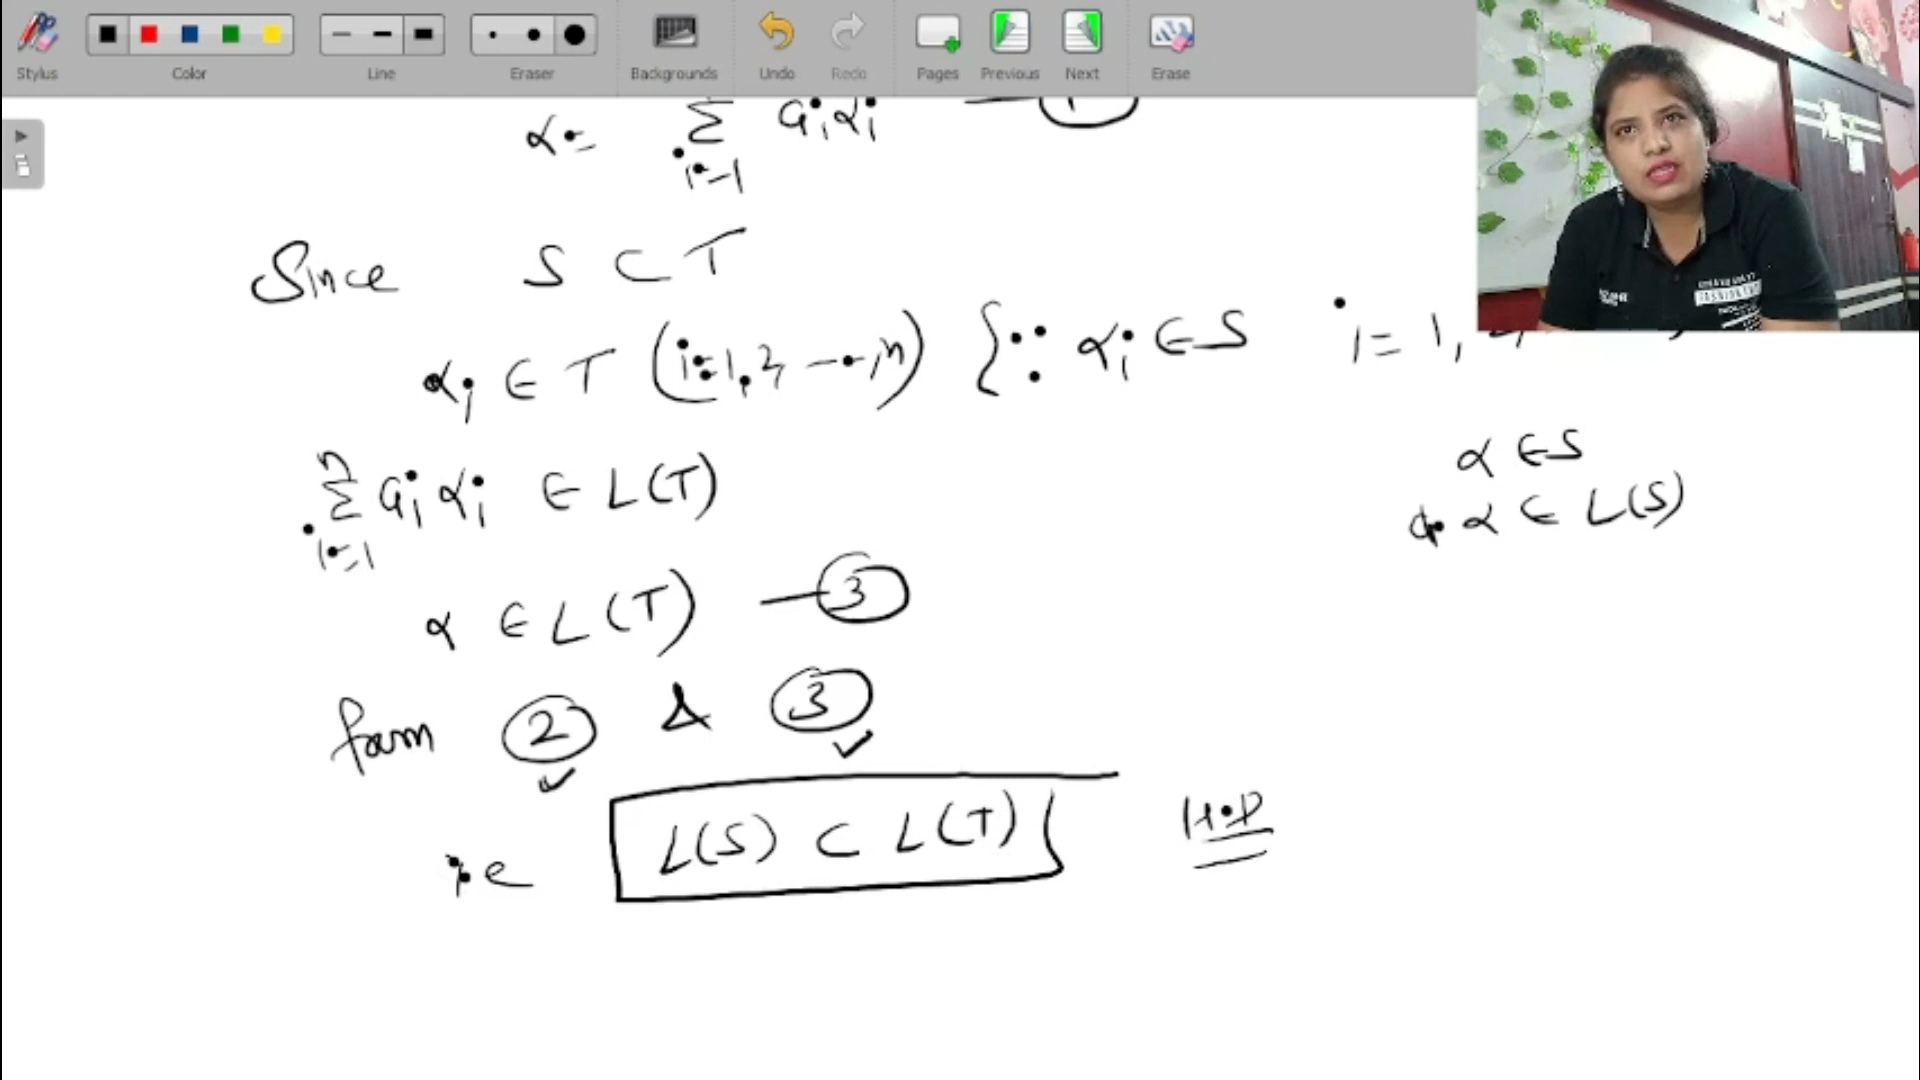 Stylus Color Line Eraser Backgrounds Undo Redo Pages Previous Next Erase
α = Σ aᵢαᵢ — ①
i=1
Since S ⊂ T
αᵢ ∈ T (i=1,2, ---,n) {∵ αᵢ ∈ S i = 1,
n
Σ aᵢαᵢ ∈ L(T)
i=1
α ∈ S
α ∈ L(S)
α ∈ L(T) — ③
from ② & ③
i.e L(S) ⊂ L(T) H.P